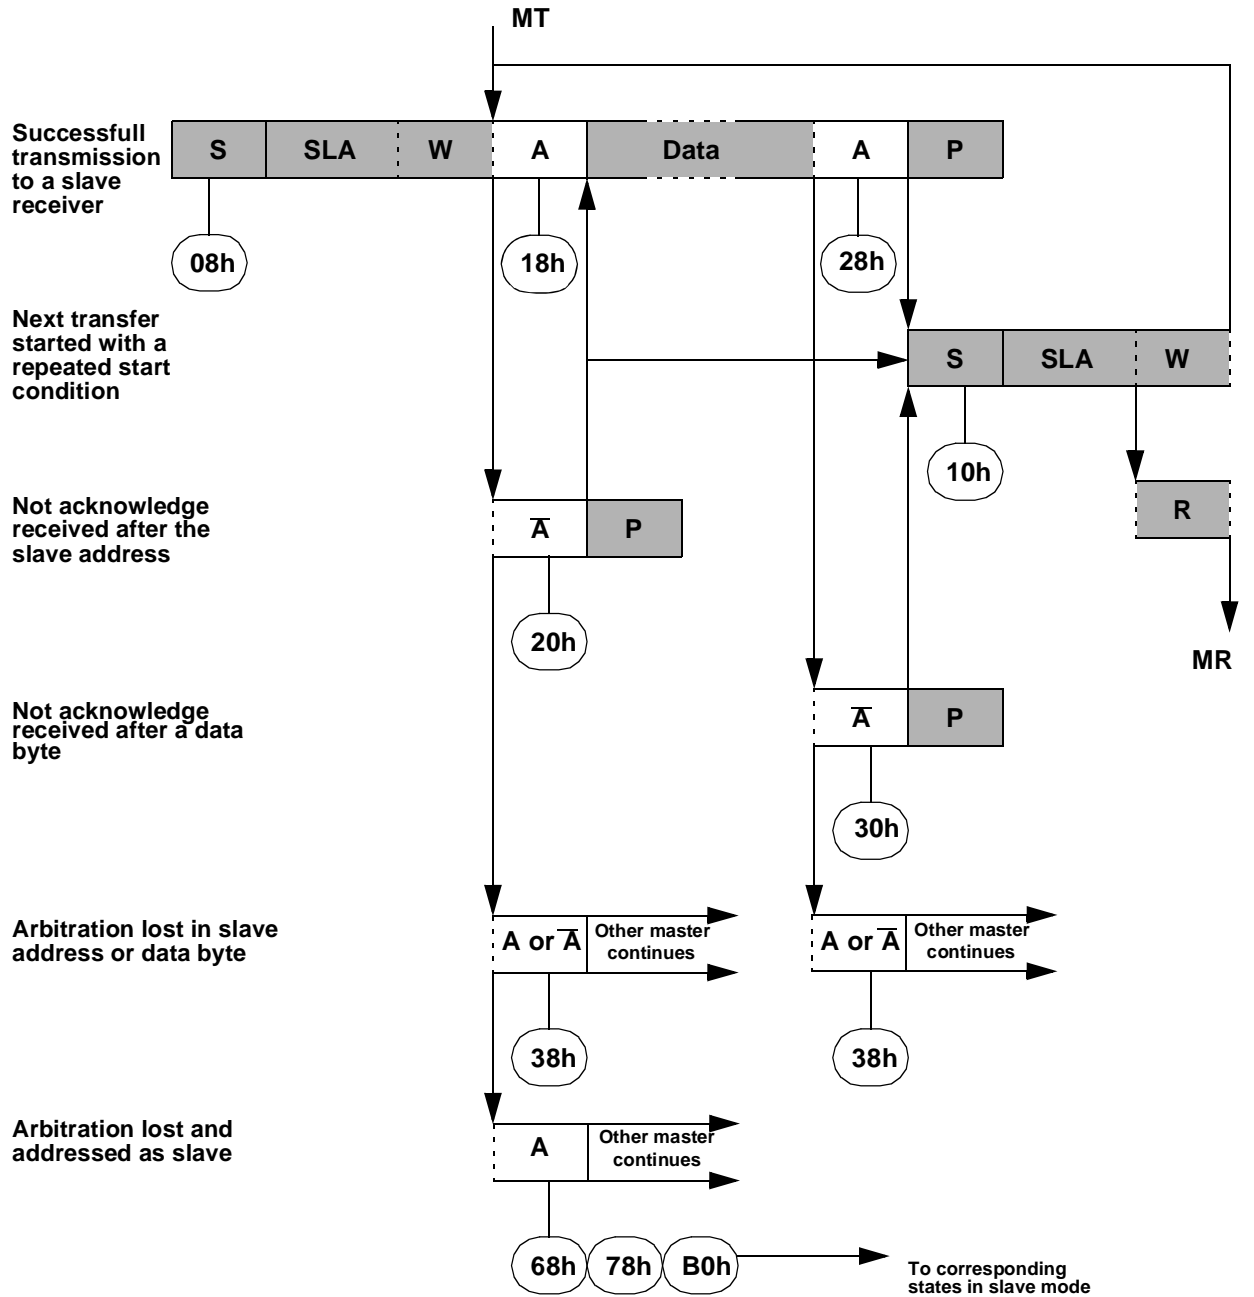 MT
Successfull
transmission
to a slave
receiver
S SLA W A Data A P
08h 18h 28h
Next transfer
started with a
repeated start
condition
S SLA W
10h
Not acknowledge
received after the
slave address
A̅ P
R
20h
MR
Not acknowledge
received after a data
byte
A̅ P
30h
Arbitration lost in slave
address or data byte
A or A̅ Other master
continues
A or A̅ Other master
continues
38h 38h
Arbitration lost and
addressed as slave
A Other master
continues
68h 78h B0h
To corresponding
states in slave mode